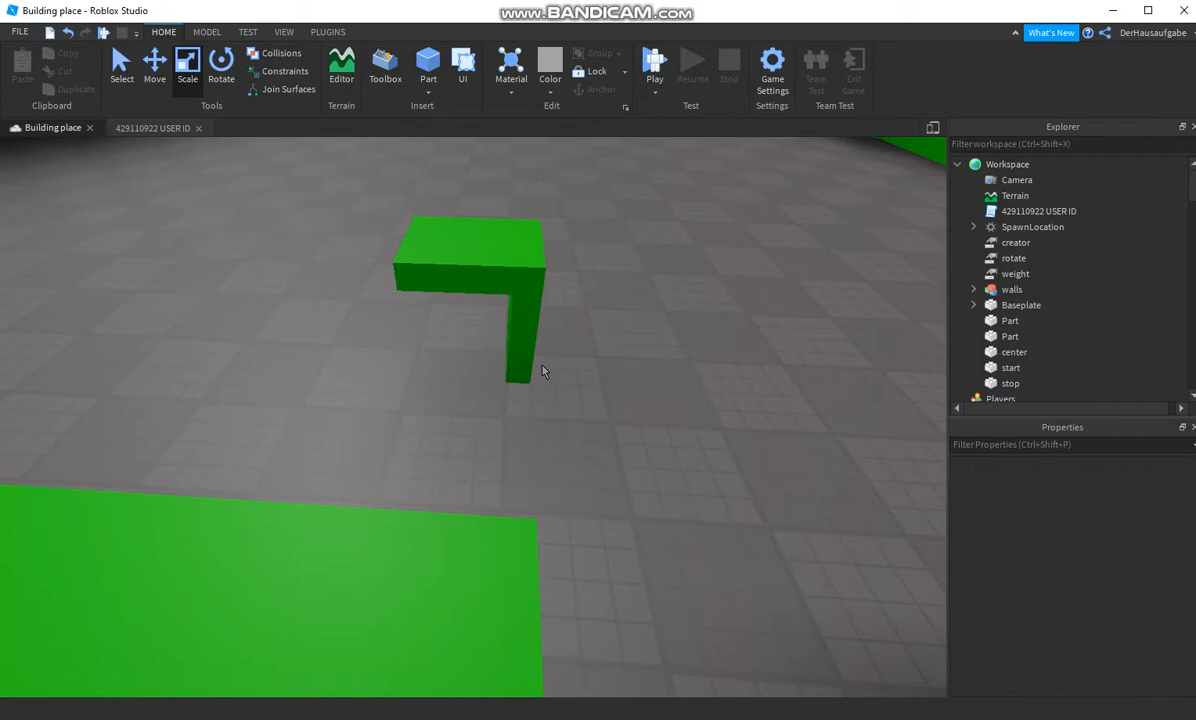 Building place - Roblox Studio
www.BANDICAM.com
FILE
HOME
MODEL
TEST
VIEW
PLUGINS
What's New
DerHausaufgabe
Paste
Copy
Cut
Duplicate
Clipboard
Select
Move
Scale
Rotate
Collisions
Constraints
Join Surfaces
Tools
Editor
Terrain
Toolbox
Part
UI
Insert
Material
Color
Group
Lock
Anchor
Edit
Play
Resume
Stop
Test
Game
Settings
Settings
Team
Test
Exit
Game
Team Test
Building place
429110922 USER ID
Explorer
Filter workspace (Ctrl+Shift+X)
Workspace
Camera
Terrain
429110922 USER ID
SpawnLocation
creator
rotate
weight
walls
Baseplate
Part
Part
center
start
stop
Players
Properties
Filter Properties (Ctrl+Shift+P)